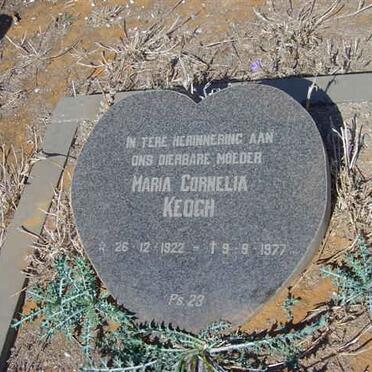 IN TERE HERINNERING AAN
ONS DIERBARE MOEDER
MARIA CORNELIA
KEOGH
26-12-1922 - † 9-9-1977
Ps. 23